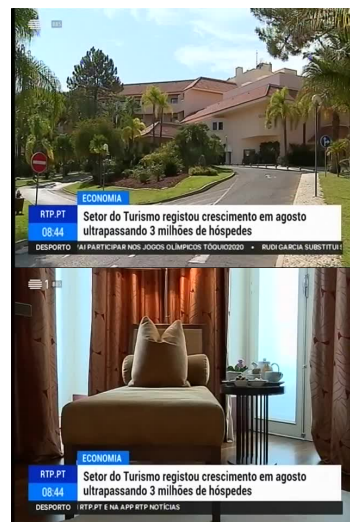 ECONOMIA
RTP.PT
Setor do Turismo registou crescimento em agosto
08:44
ultrapassando 3 milhões de hóspedes
DESPORTO VAI PARTICIPAR NOS JOGOS OLÍMPICOS TÓQUIO2020 • RUDI GARCIA SUBSTITUI
1
ECONOMIA
RTP.PT
Setor do Turismo registou crescimento em agosto
08:44
ultrapassando 3 milhões de hóspedes
DESPORTO RTP.PT E NA APP RTP NOTÍCIAS